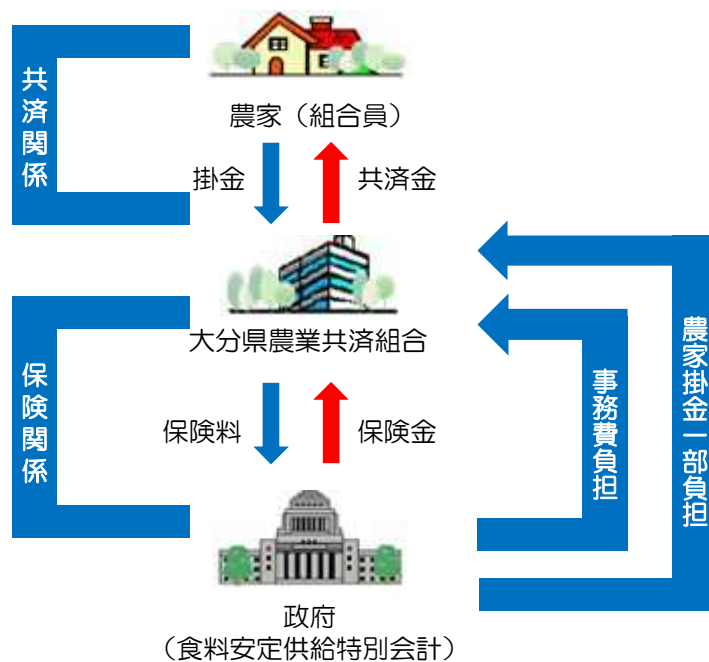 共済関係
農家（組合員）
掛金
共済金
大分県農業共済組合
保険関係
保険料
保険金
事務費負担
農家掛金一部負担
政府
（食料安定供給特別会計）